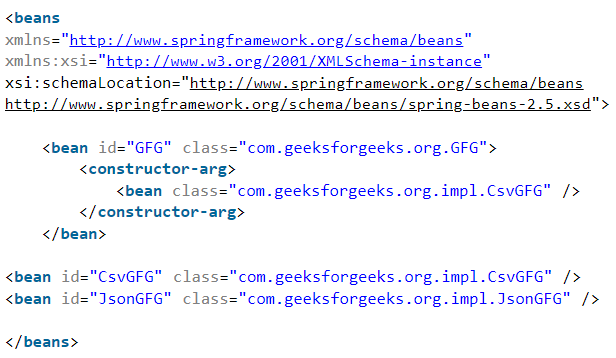 <beans
xmlns="http://www.springframework.org/schema/beans"
xmlns:xsi="http://www.w3.org/2001/XMLSchema-instance"
xsi:schemaLocation="http://www.springframework.org/schema/beans
http://www.springframework.org/schema/beans/spring-beans-2.5.xsd">
<bean id="GFG" class="com.geeksforgeeks.org.GFG">
<constructor-arg>
<bean class="com.geeksforgeeks.org.impl.CsvGFG" />
</constructor-arg>
</bean>
<bean id="CsvGFG" class="com.geeksforgeeks.org.impl.CsvGFG" />
<bean id="JsonGFG" class="com.geeksforgeeks.org.impl.JsonGFG" />
</beans>